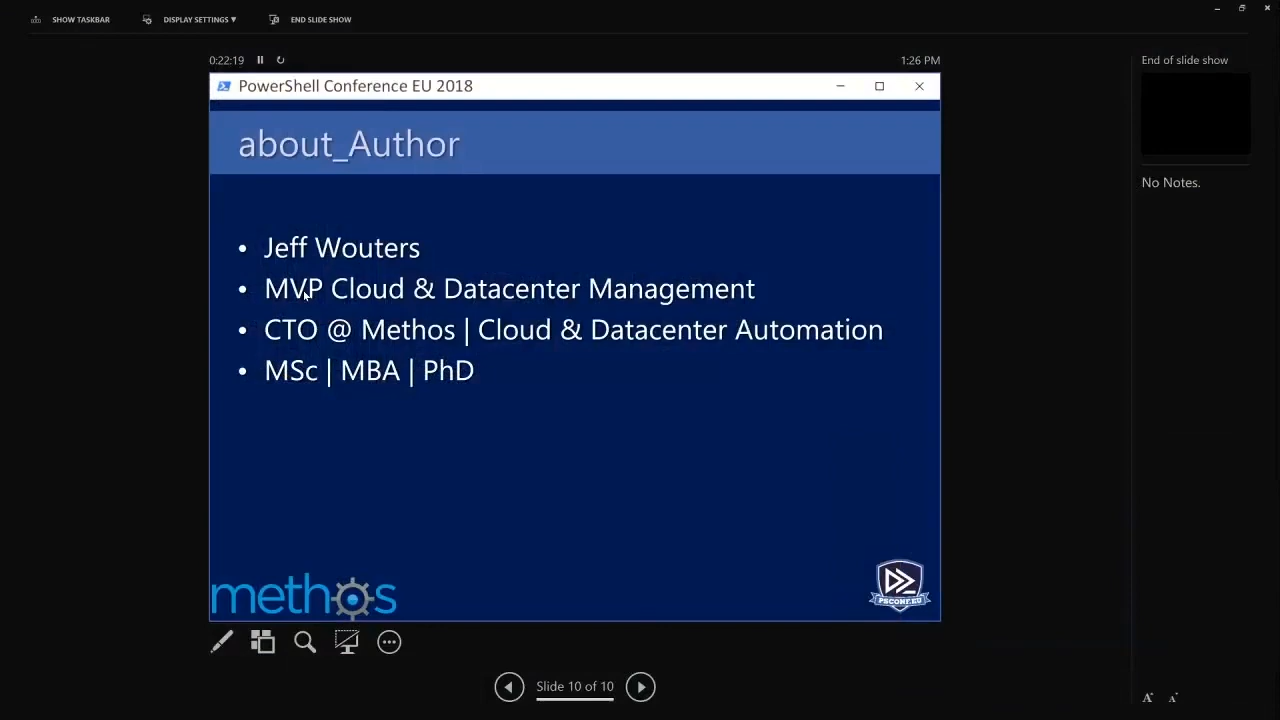 SHOW TASKBAR DISPLAY SETTINGS ▼ END SLIDE SHOW
0:22:19 1:26 PM End of slide show
PowerShell Conference EU 2018
about_Author
No Notes.
• Jeff Wouters
• MVP Cloud & Datacenter Management
• CTO @ Methos | Cloud & Datacenter Automation
• MSc | MBA | PhD
methos
PSCONF.EU
Slide 10 of 10
A A